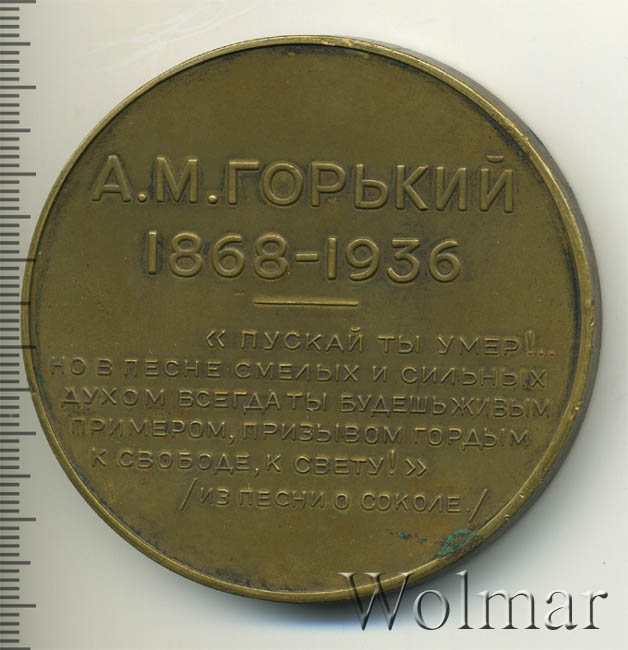 А.М.ГОРЬКИЙ
1868-1936
« ПУСКАЙ ТЫ УМЕР!..
НО В ПЕСНЕ СМЕЛЫХ И СИЛЬНЫХ
ДУХОМ ВСЕГДА ТЫ БУДЕШЬ ЖИВЫМ
ПРИМЕРОМ, ПРИЗЫВОМ ГОРДЫМ
К СВОБОДЕ, К СВЕТУ!»
/ИЗ ПЕСНИ О СОКОЛЕ./
Wolmar